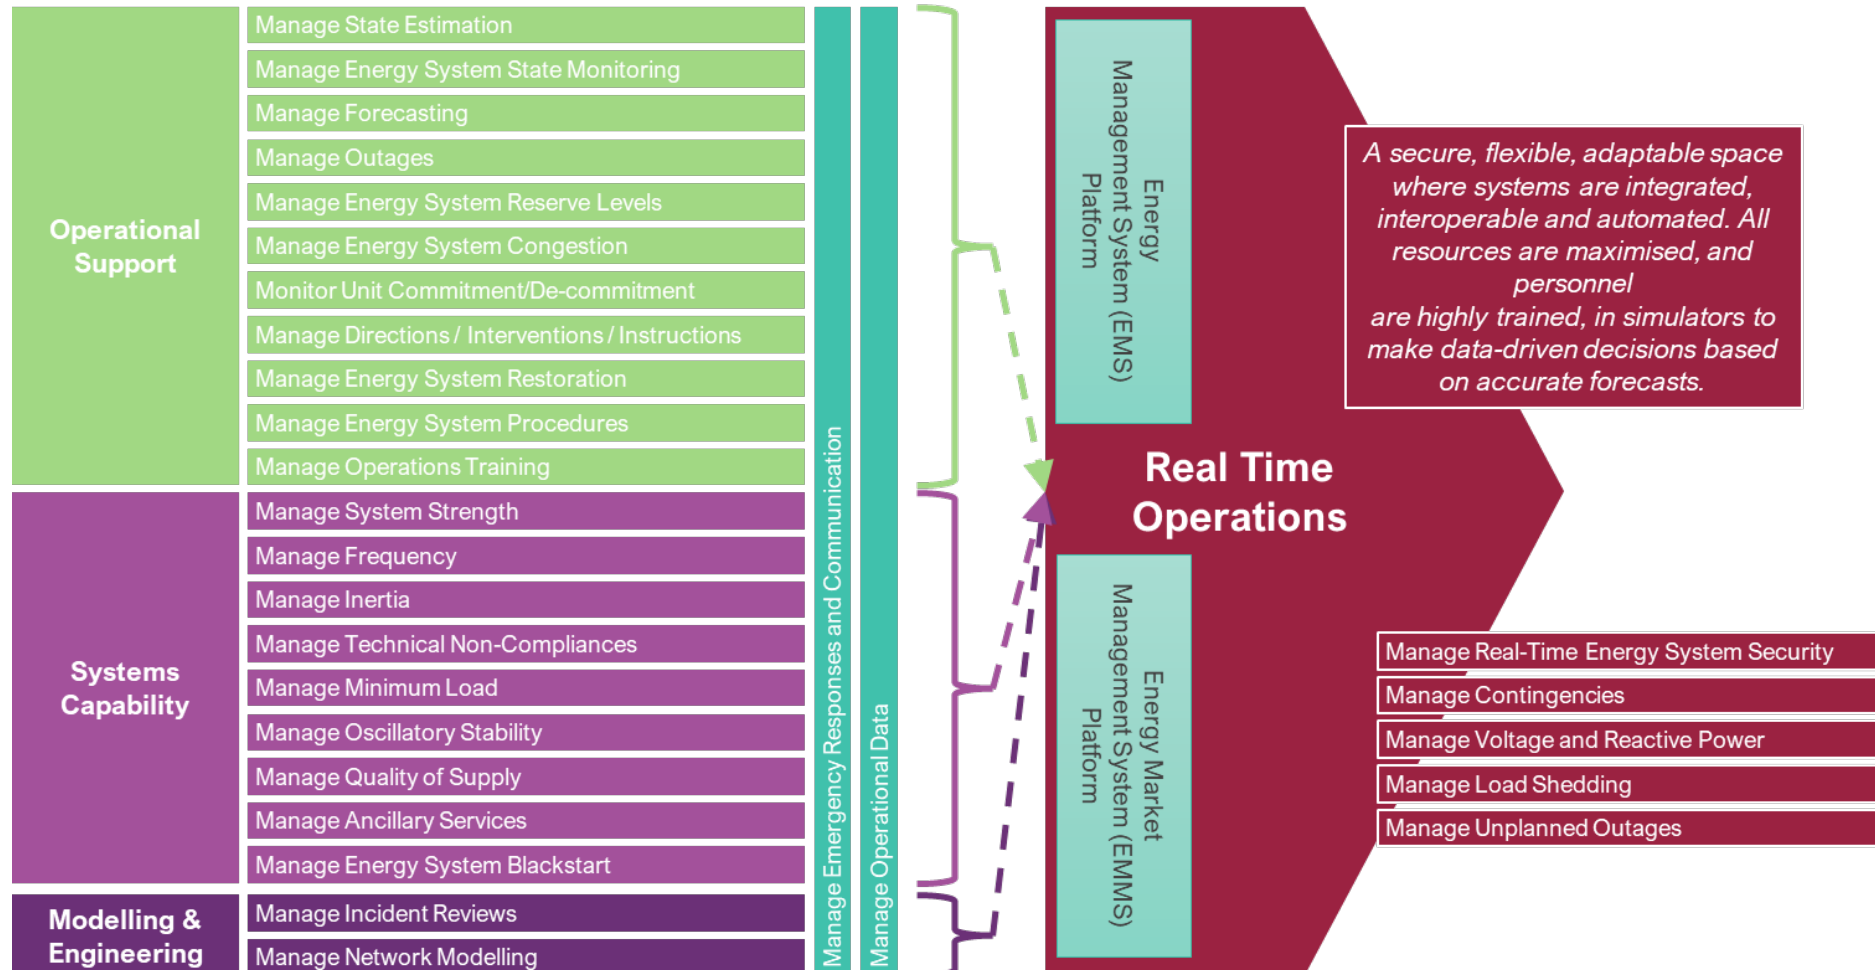 Operational
Support
Manage State Estimation
Manage Energy System State Monitoring
Manage Forecasting
Manage Outages
Manage Energy System Reserve Levels
Manage Energy System Congestion
Monitor Unit Commitment/De-commitment
Manage Directions / Interventions / Instructions
Manage Energy System Restoration
Manage Energy System Procedures
Manage Operations Training
Systems
Capability
Manage System Strength
Manage Frequency
Manage Inertia
Manage Technical Non-Compliances
Manage Minimum Load
Manage Oscillatory Stability
Manage Quality of Supply
Manage Ancillary Services
Manage Energy System Blackstart
Modelling &
Engineering
Manage Incident Reviews
Manage Network Modelling
Manage Emergency Responses and Communication
Manage Operational Data
Energy
Management System (EMS)
Platform
Real Time
Operations
Energy Market
Management System (EMMS)
Platform
A secure, flexible, adaptable space
where systems are integrated,
interoperable and automated. All
resources are maximised, and
personnel
are highly trained, in simulators to
make data-driven decisions based
on accurate forecasts.
Manage Real-Time Energy System Security
Manage Contingencies
Manage Voltage and Reactive Power
Manage Load Shedding
Manage Unplanned Outages